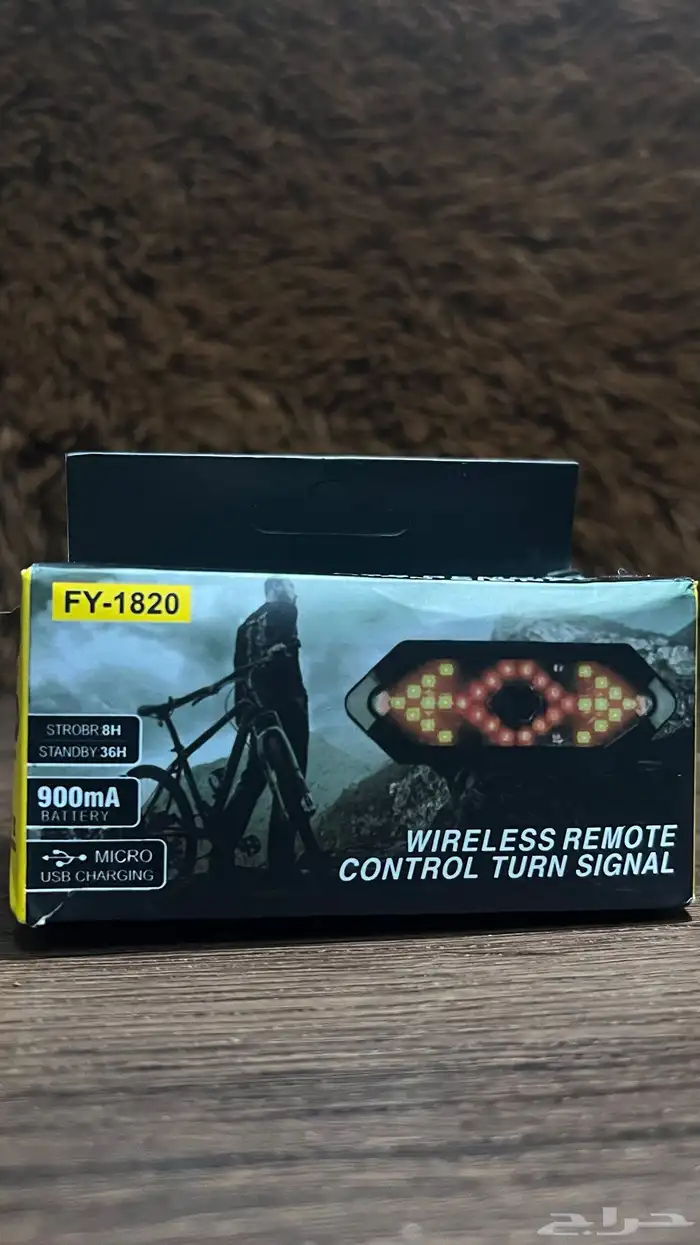 FY-1820
STROBR 8H
STANDBY 36H
900mA
BATTERY
MICRO
USB CHARGING
WIRELESS REMOTE
CONTROL TURN SIGNAL
حراج